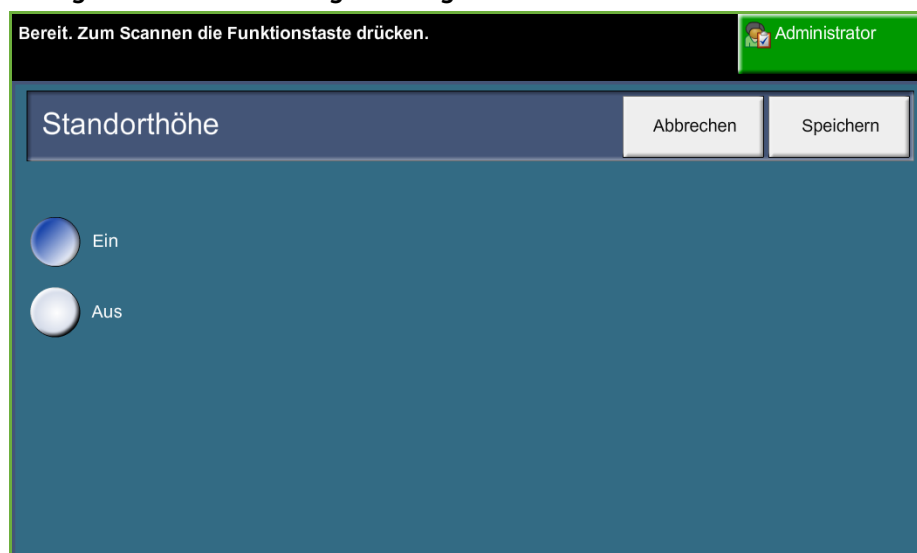 Bereit. Zum Scannen die Funktionstaste drücken.
Administrator
Standorthöhe
Abbrechen
Speichern
Ein
Aus